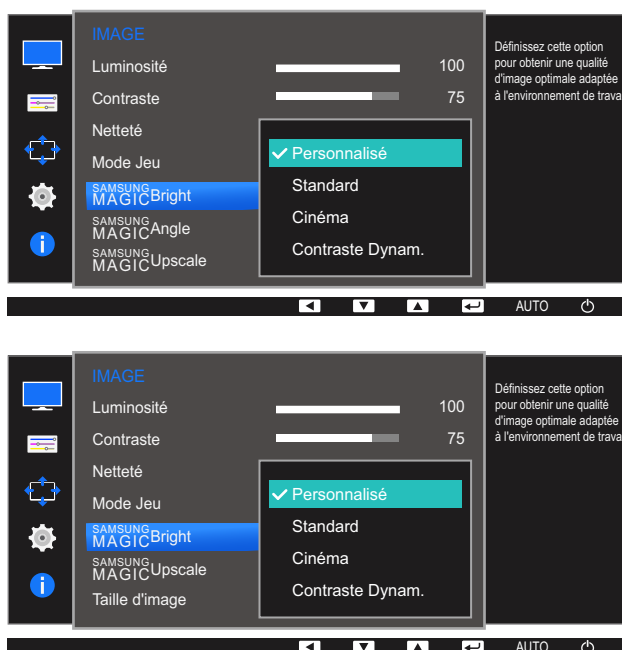 IMAGE
Luminosité 100
Contraste 75
Netteté
Mode Jeu
SAMSUNG
MAGICBright
SAMSUNG
MAGICAngle
SAMSUNG
MAGICUpscale
Personnalisé
Standard
Cinéma
Contraste Dynam.
Définissez cette option
pour obtenir une qualité
d'image optimale adaptée
à l'environnement de trava
AUTO
IMAGE
Luminosité 100
Contraste 75
Netteté
Mode Jeu
SAMSUNG
MAGICBright
SAMSUNG
MAGICUpscale
Taille d'image
Personnalisé
Standard
Cinéma
Contraste Dynam.
Définissez cette option
pour obtenir une qualité
d'image optimale adaptée
à l'environnement de trava
AUTO